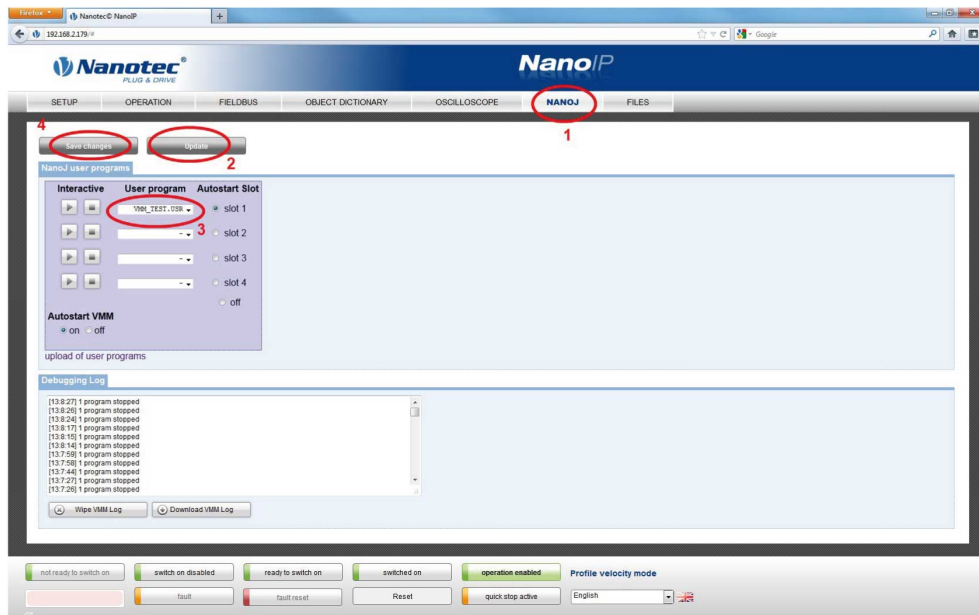 Firefox
Nanotec© NanoIP
192.168.2.179/#
Google
Nanotec®
PLUG & DRIVE
NanoIP
SETUP OPERATION FIELDBUS OBJECT DICTIONARY OSCILLOSCOPE NANOJ FILES
1
4
Save changes Update
2
NanoJ user programs
Interactive User program Autostart Slot
VMM_TEST.USR slot 1
3
- slot 2
- slot 3
- slot 4
off
Autostart VMM
on off
upload of user programs
Debugging Log
[13:8:27] 1 program stopped
[13:8:26] 1 program stopped
[13:8:24] 1 program stopped
[13:8:17] 1 program stopped
[13:8:15] 1 program stopped
[13:8:14] 1 program stopped
[13:7:59] 1 program stopped
[13:7:58] 1 program stopped
[13:7:44] 1 program stopped
[13:7:27] 1 program stopped
[13:7:26] 1 program stopped
Wipe VMM Log Download VMM Log
not ready to switch on switch on disabled ready to switch on switched on operation enabled Profile velocity mode
fault fault reset Reset quick stop active English